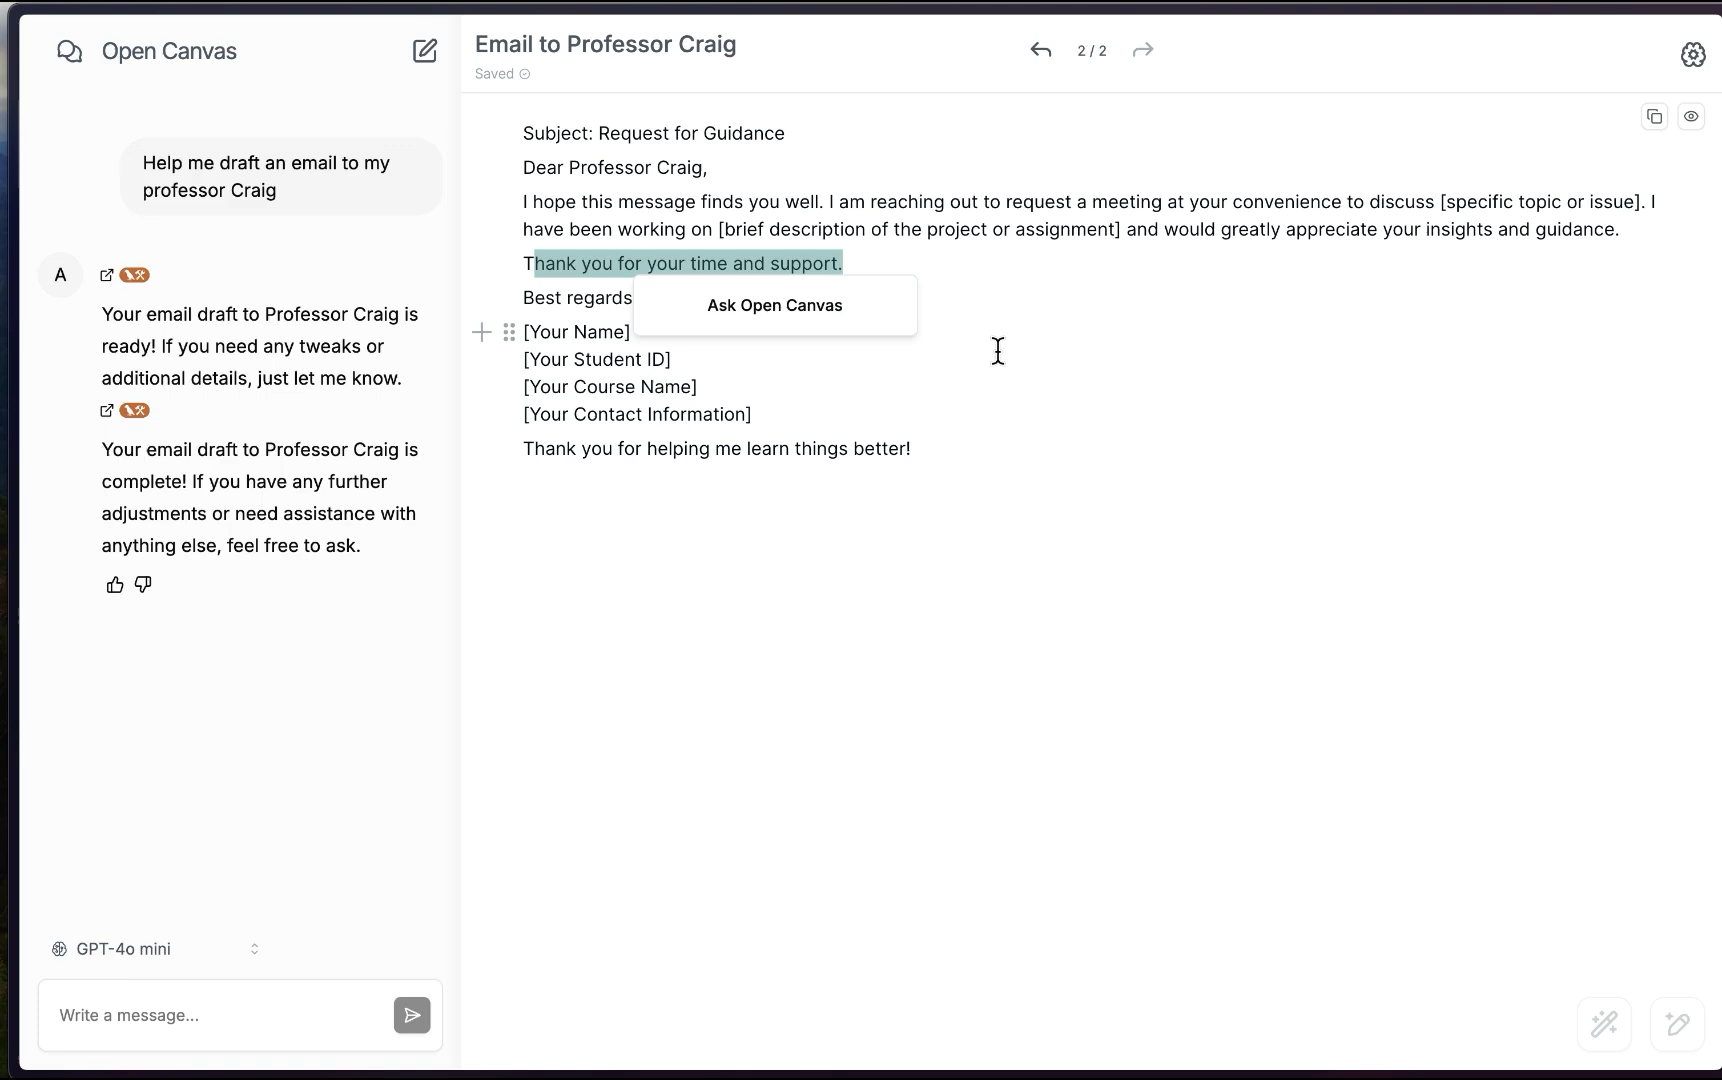 Open Canvas
Help me draft an email to my
professor Craig
A
Your email draft to Professor Craig is
ready! If you need any tweaks or
additional details, just let me know.
Your email draft to Professor Craig is
complete! If you have any further
adjustments or need assistance with
anything else, feel free to ask.
GPT-4o mini
Write a message...
Email to Professor Craig
Saved
2 / 2
Subject: Request for Guidance
Dear Professor Craig,
I hope this message finds you well. I am reaching out to request a meeting at your convenience to discuss [specific topic or issue]. I
have been working on [brief description of the project or assignment] and would greatly appreciate your insights and guidance.
Thank you for your time and support.
Best regards
Ask Open Canvas
[Your Name]
[Your Student ID]
[Your Course Name]
[Your Contact Information]
Thank you for helping me learn things better!